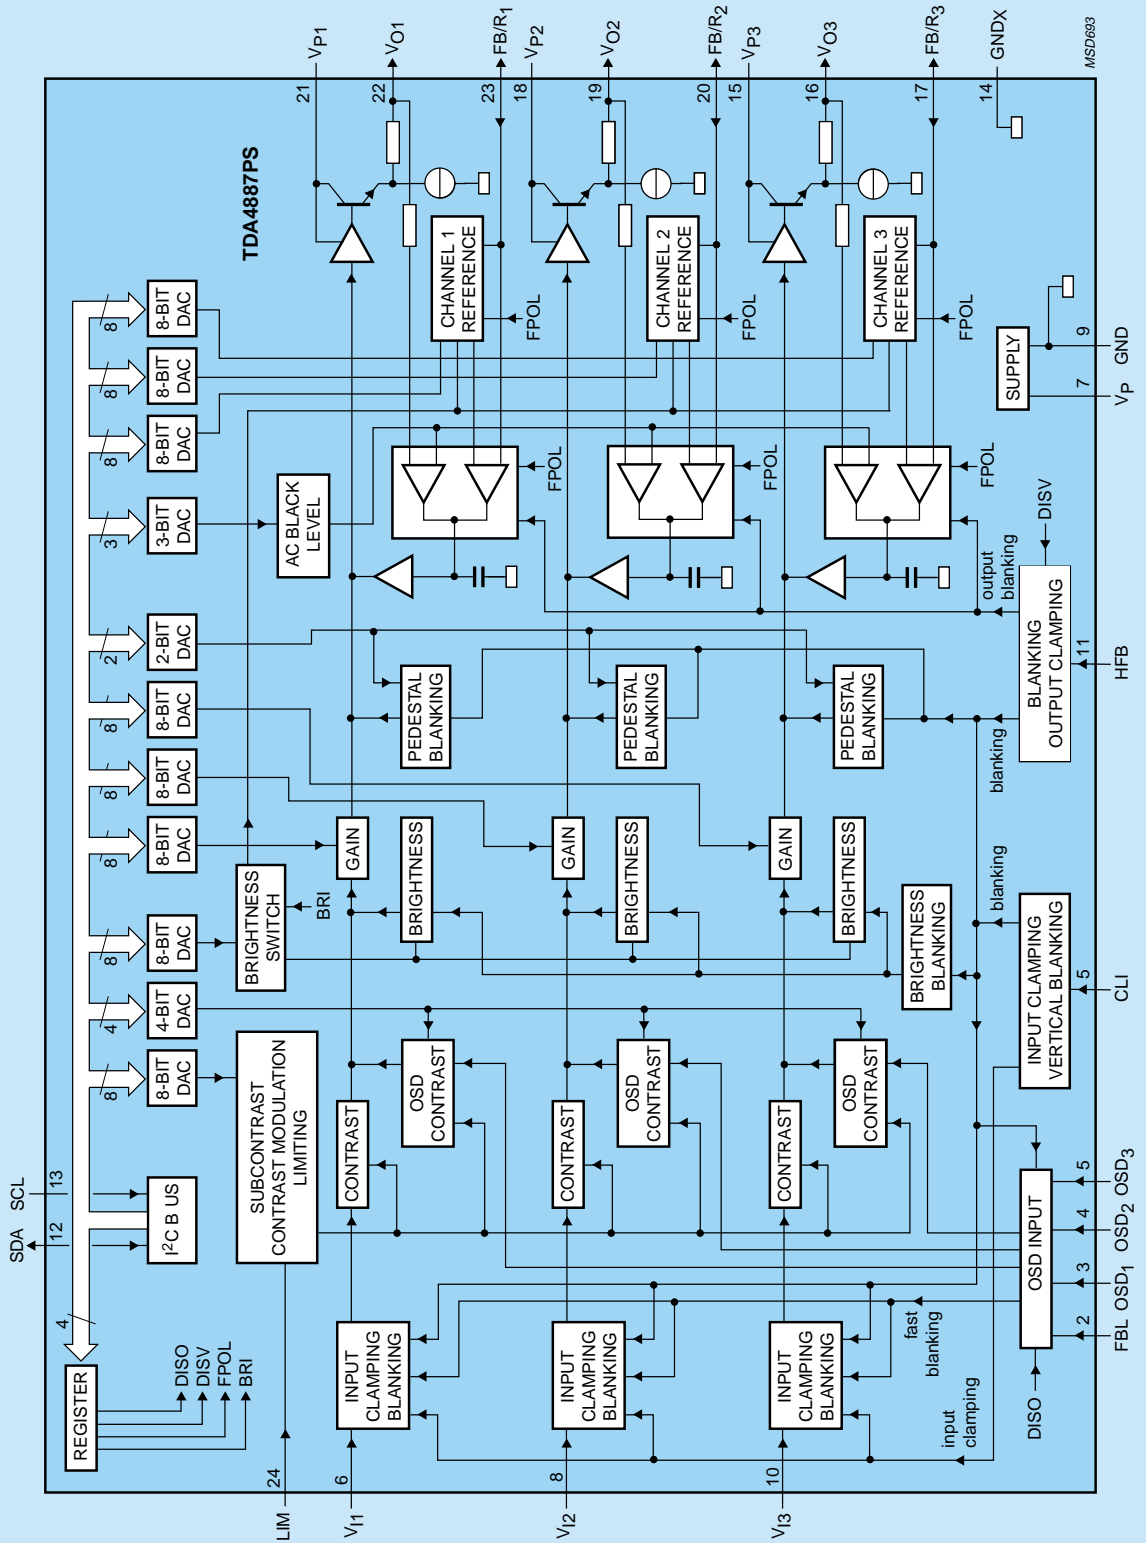 SDA
SCL
12
13
4
8
4
8
8
8
8
2
3
8
8
8
REGISTER
I²C B US
8-BIT
DAC
4-BIT
DAC
8-BIT
DAC
8-BIT
DAC
8-BIT
DAC
8-BIT
DAC
2-BIT
DAC
3-BIT
DAC
8-BIT
DAC
8-BIT
DAC
8-BIT
DAC
DISO
DISV
FPOL
BRI
TDA4887PS
LIM
24
SUBCONTRAST
CONTRAST MODULATION
LIMITING
BRIGHTNESS
SWITCH
BRI
AC BLACK
LEVEL
VI1
6
INPUT
CLAMPING
BLANKING
CONTRAST
OSD
CONTRAST
GAIN
BRIGHTNESS
PEDESTAL
BLANKING
FPOL
CHANNEL 1
REFERENCE
FPOL
21
VP1
22
VO1
23
FB/R1
VI2
8
INPUT
CLAMPING
BLANKING
CONTRAST
OSD
CONTRAST
GAIN
BRIGHTNESS
PEDESTAL
BLANKING
FPOL
CHANNEL 2
REFERENCE
FPOL
18
VP2
19
VO2
20
FB/R2
VI3
10
INPUT
CLAMPING
BLANKING
CONTRAST
OSD
CONTRAST
GAIN
BRIGHTNESS
PEDESTAL
BLANKING
FPOL
CHANNEL 3
REFERENCE
FPOL
15
VP3
16
VO3
17
FB/R3
fast
blanking
input
clamping
BRIGHTNESS
BLANKING
blanking
blanking
output
blanking
14
GNDX
DISO
OSD INPUT
INPUT CLAMPING
VERTICAL BLANKING
BLANKING
OUTPUT CLAMPING
DISV
SUPPLY
2
3
4
5
5
11
7
9
FBL
OSD1
OSD2
OSD3
CLI
HFB
VP
GND
MSD693